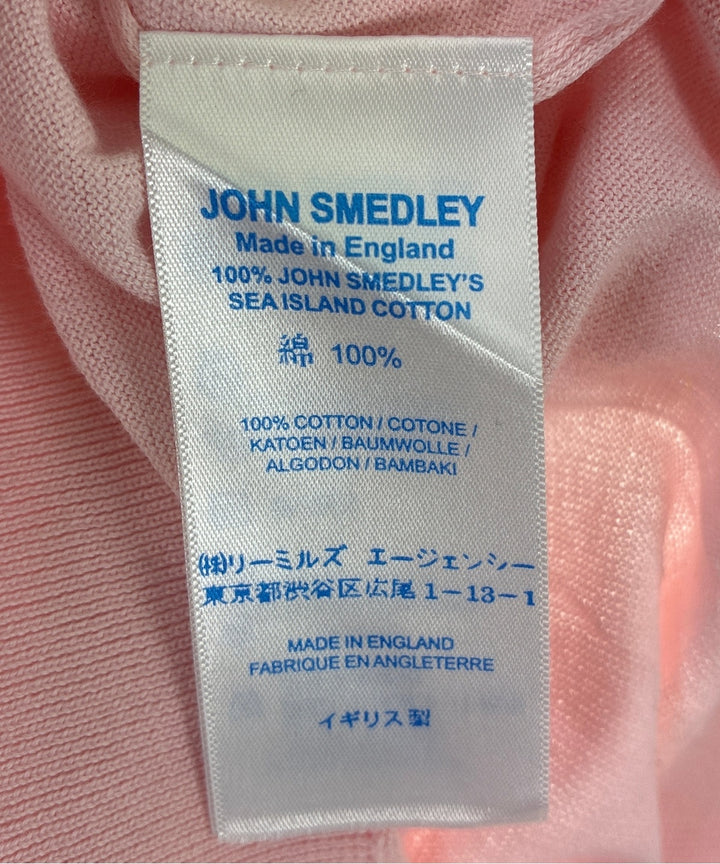 JOHN SMEDLEY
Made in England
100% JOHN SMEDLEY'S
SEA ISLAND COTTON
綿 100%
100% COTTON / COTONE /
KATOEN / BAUMWOLLE /
ALGODON / BAMBAKI
㈱リーミルズ エージェンシー
東京都渋谷区広尾1-13-1
MADE IN ENGLAND
FABRIQUE EN ANGLETERRE
イギリス製